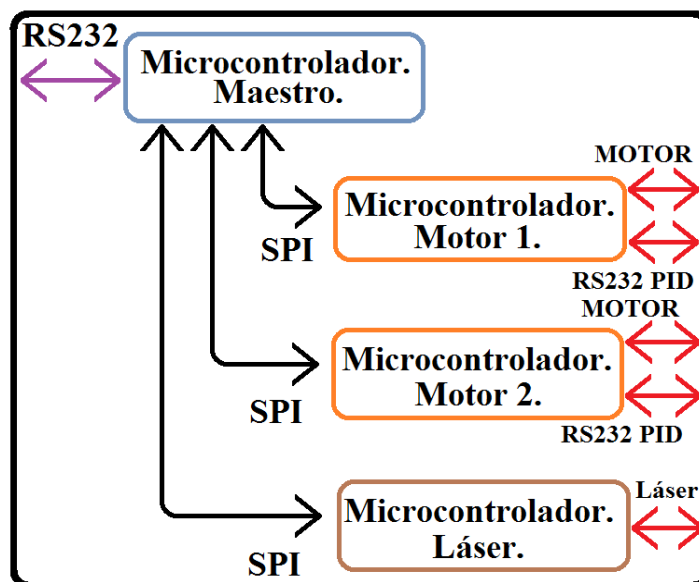 RS232
Microcontrolador.
Maestro.
MOTOR
Microcontrolador.
Motor 1.
SPI
RS232 PID
MOTOR
Microcontrolador.
Motor 2.
SPI
RS232 PID
Láser
Microcontrolador.
Láser.
SPI